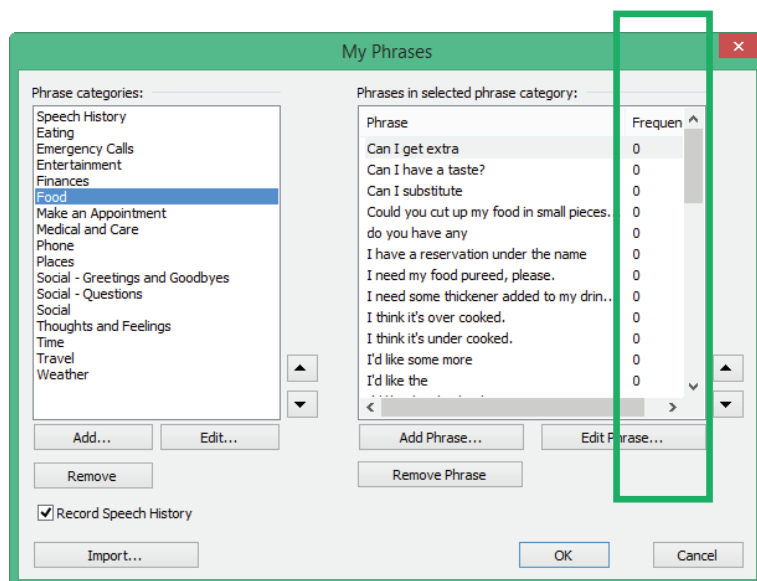 My Phrases
Phrase categories:
Speech History
Eating
Emergency Calls
Entertainment
Finances
Food
Make an Appointment
Medical and Care
Phone
Places
Social - Greetings and Goodbyes
Social - Questions
Social
Thoughts and Feelings
Time
Travel
Weather
Add...
Edit...
Remove
Record Speech History
Import...
Phrases in selected phrase category:
Phrase Frequen
Can I get extra 0
Can I have a taste? 0
Can I substitute 0
Could you cut up my food in small pieces... 0
do you have any 0
I have a reservation under the name 0
I need my food pureed, please. 0
I need some thickener added to my drin... 0
I think it's over cooked. 0
I think it's under cooked. 0
I'd like some more 0
I'd like the 0
Add Phrase...
Edit Phrase...
Remove Phrase
OK
Cancel